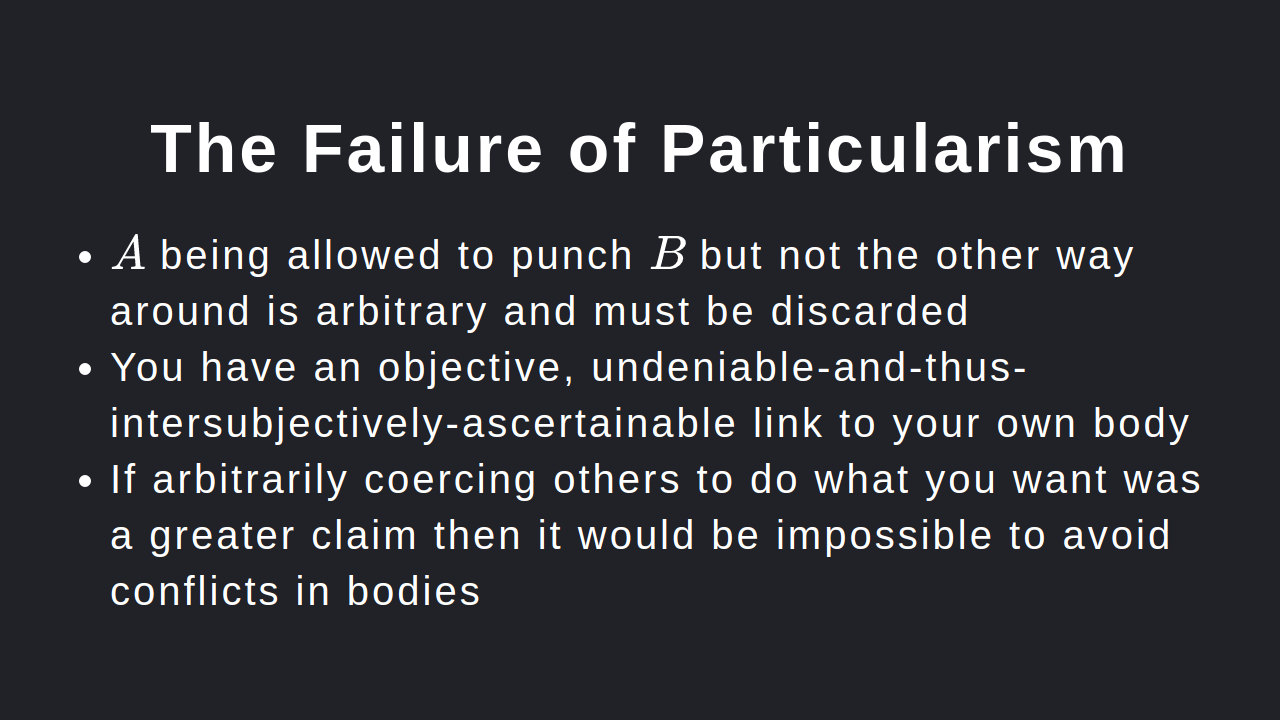 The Failure of Particularism
• A being allowed to punch B but not the other way
around is arbitrary and must be discarded
• You have an objective, undeniable-and-thus-
intersubjectively-ascertainable link to your own body
• If arbitrarily coercing others to do what you want was
a greater claim then it would be impossible to avoid
conflicts in bodies